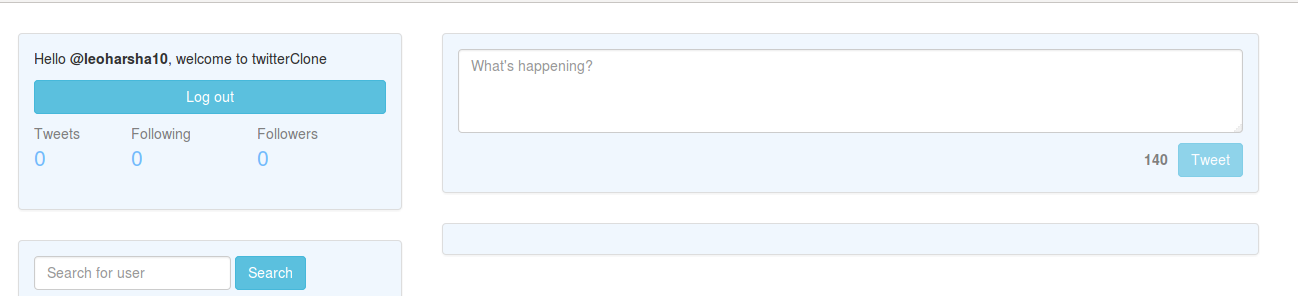 Hello @leoharsha10, welcome to twitterClone
Log out
Tweets Following Followers
0 0 0
Search for user Search
What's happening?
140 Tweet